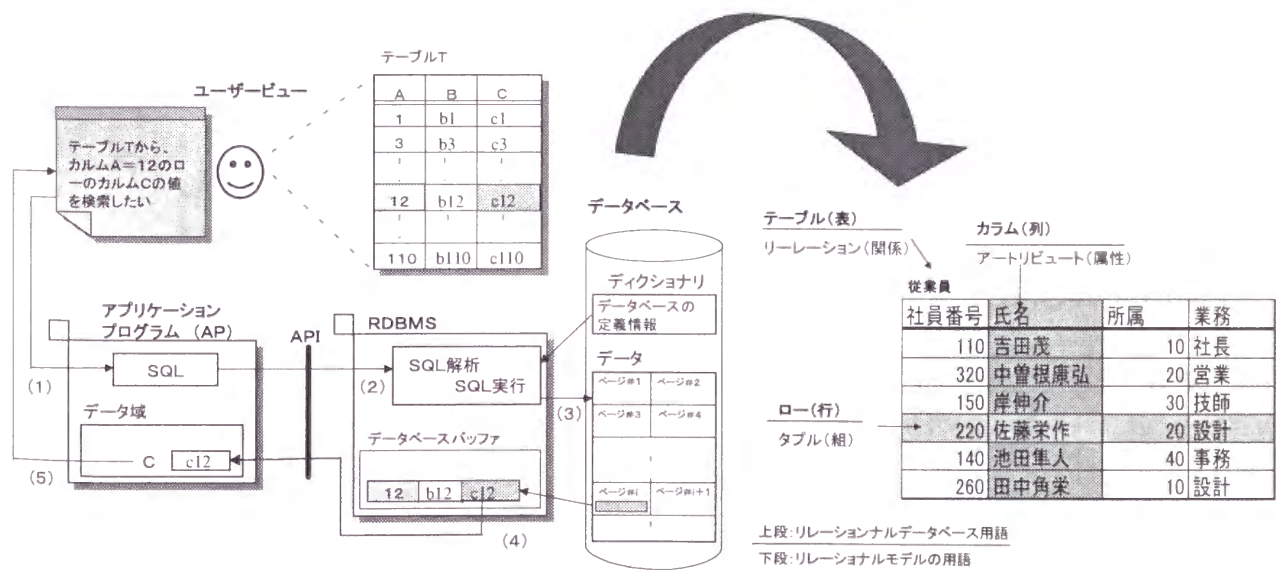 テーブルT
ユーザービュー
A B C
1 b1 c1
3 b3 c3
12 b12 c12
110 b110 c110
テーブルTから、
カルムA=12のロ
ーのカルムCの値
を検索したい
アプリケーション
プログラム (AP)
API
RDBMS
SQL
SQL解析
SQL実行
(1)
(2)
(3)
データ域
C c12
(5)
データベースバッファ
12 b12 c12
(4)
データベース
ディクショナリ
データベースの
定義情報
データ
ページ#1 ページ#2
ページ#3 ページ#4
ページ#i ページ#i+1
テーブル(表)
リーレーション(関係)
カラム(列)
アートリビュート(属性)
従業員
社員番号 氏名 所属 業務
110 吉田茂 10 社長
320 中曽根康弘 20 営業
150 岸伸介 30 技師
220 佐藤栄作 20 設計
140 池田隼人 40 事務
260 田中角栄 10 設計
ロー(行)
タプル(組)
上段:リレーションナルデータベース用語
下段:リレーショナルモデルの用語